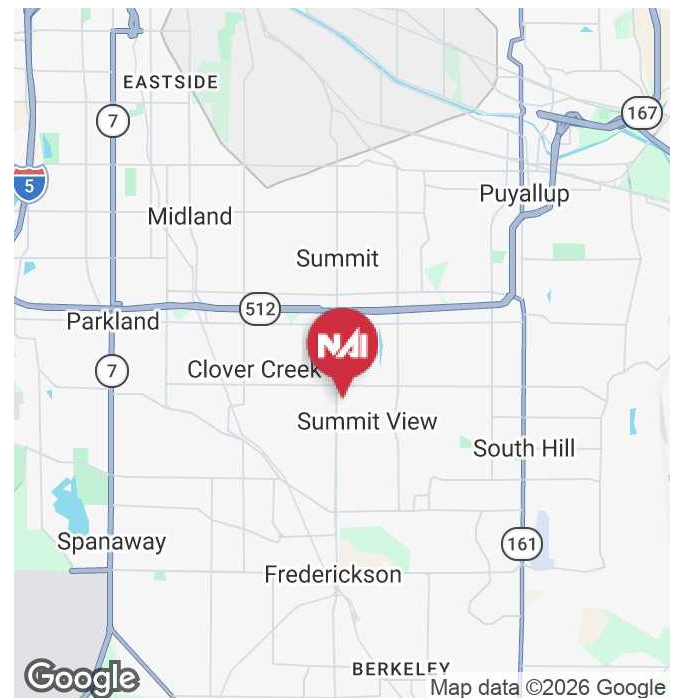 EASTSIDE
7
167
5
Puyallup
Midland
Summit
512
Parkland
NAI
7
Clover Creek
Summit View
South Hill
Spanaway
161
Frederickson
BERKELEY
Google
Map data ©2026 Google